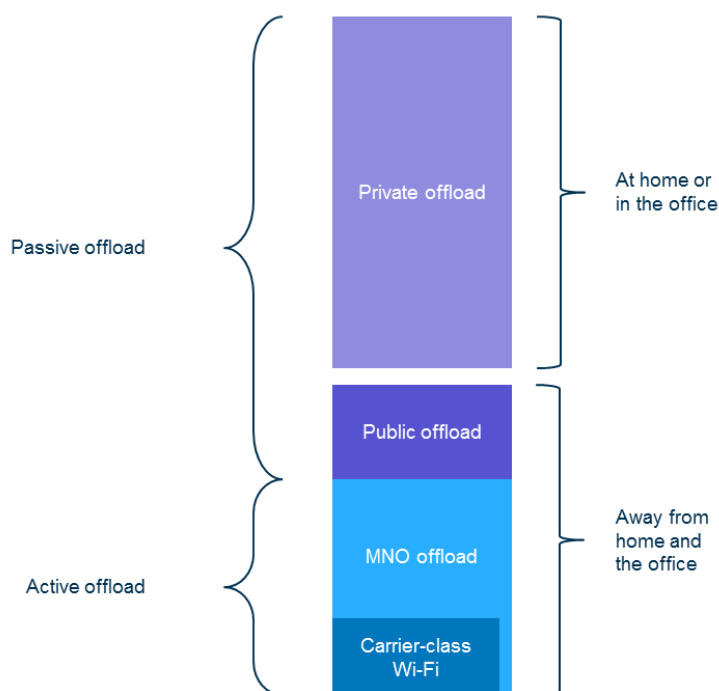 Private offload
At home or
in the office
Passive offload
Public offload
MNO offload
Away from
home and
the office
Active offload
Carrier-class
Wi-Fi